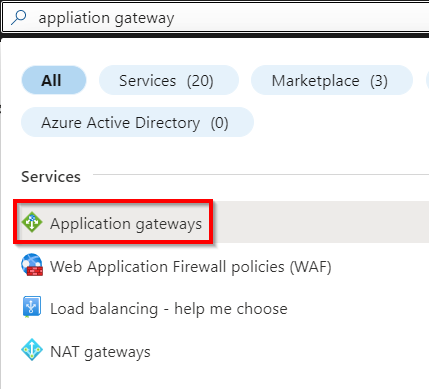 appliation gateway
All
Services (20)
Marketplace (3)
Azure Active Directory (0)
Services
Application gateways
Web Application Firewall policies (WAF)
Load balancing - help me choose
NAT gateways